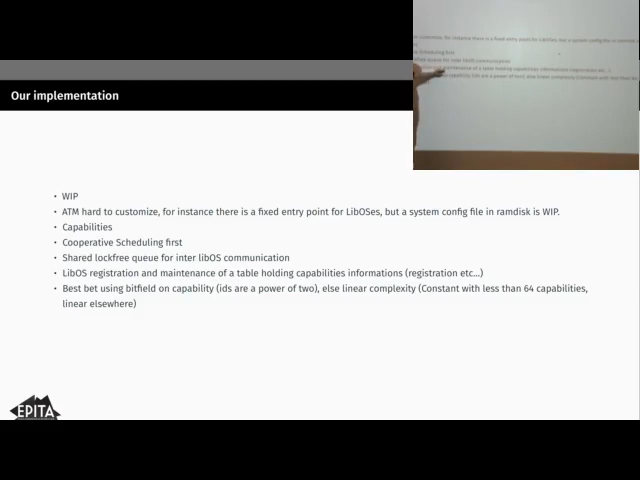 Our implementation
• WIP
• ATM hard to customize, for instance there is a fixed entry point for LibOSes, but a system config file in ramdisk is WIP.
• Capabilities
• Cooperative Scheduling first
• Shared lockfree queue for inter libOS communication
• LibOS registration and maintenance of a table holding capabilities informations (registration etc...)
• Best bet using bitfield on capability (ids are a power of two), else linear complexity (Constant with less than 64 capabilities,
linear elsewhere)
EPITA